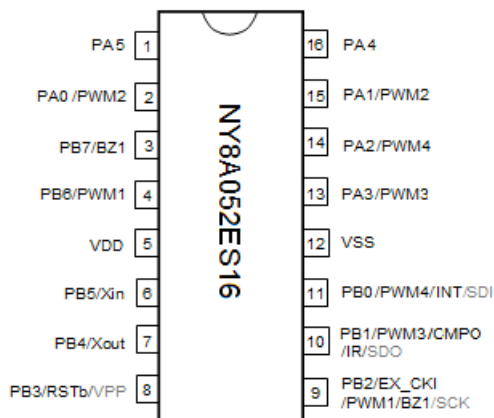 PA5 1 16 PA4
PA0 /PWM2 2 15 PA1/PWM2
PB7/BZ1 3 14 PA2/PWM4
PB6/PWM1 4 13 PA3/PWM3
VDD 5 12 VSS
PB5/Xin 6 11 PB0/PWM4/INT/SDI
PB4/Xout 7 10 PB1/PWM3/CMPO
/IR/SDO
PB3/RSTb/VPP 8 9 PB2/EX_CKI
/PWM1/BZ1/SCK
NY8A052ES16